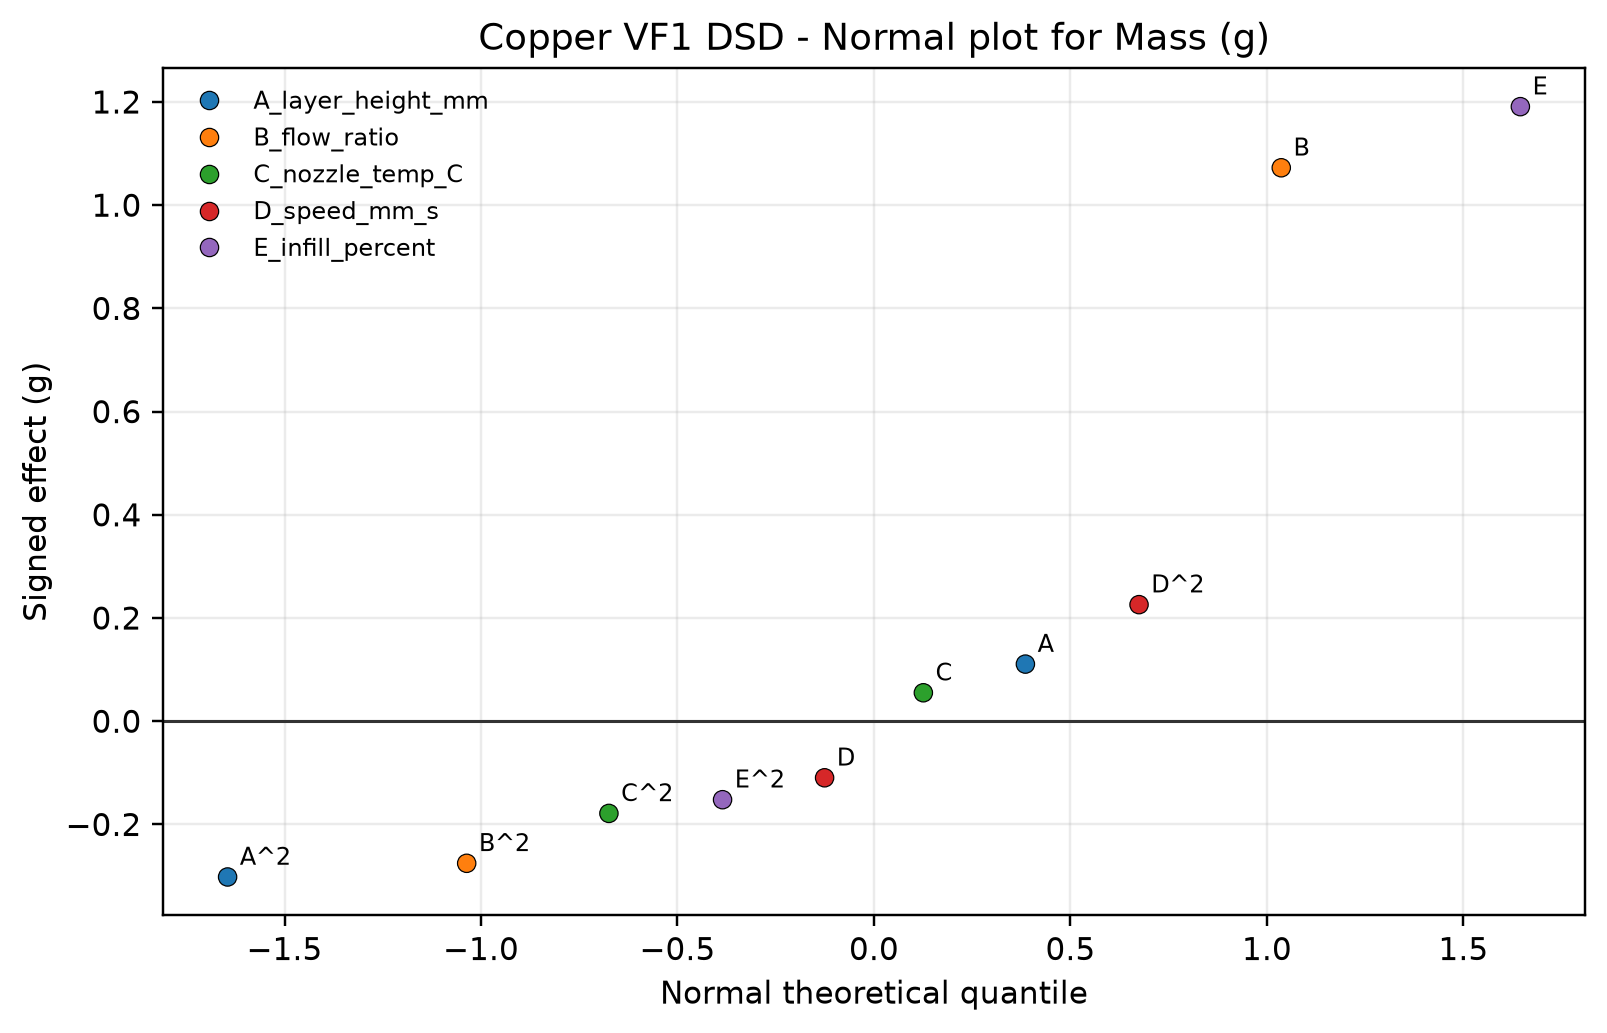 Copper VF1 DSD - Normal plot for Mass (g)
A_layer_height_mm
B_flow_ratio
C_nozzle_temp_C
D_speed_mm_s
E_infill_percent
E
B
D^2
A
C
D
E^2
C^2
B^2
A^2
1.2
1.0
0.8
0.6
0.4
0.2
0.0
−0.2
Signed effect (g)
−1.5
−1.0
−0.5
0.0
0.5
1.0
1.5
Normal theoretical quantile